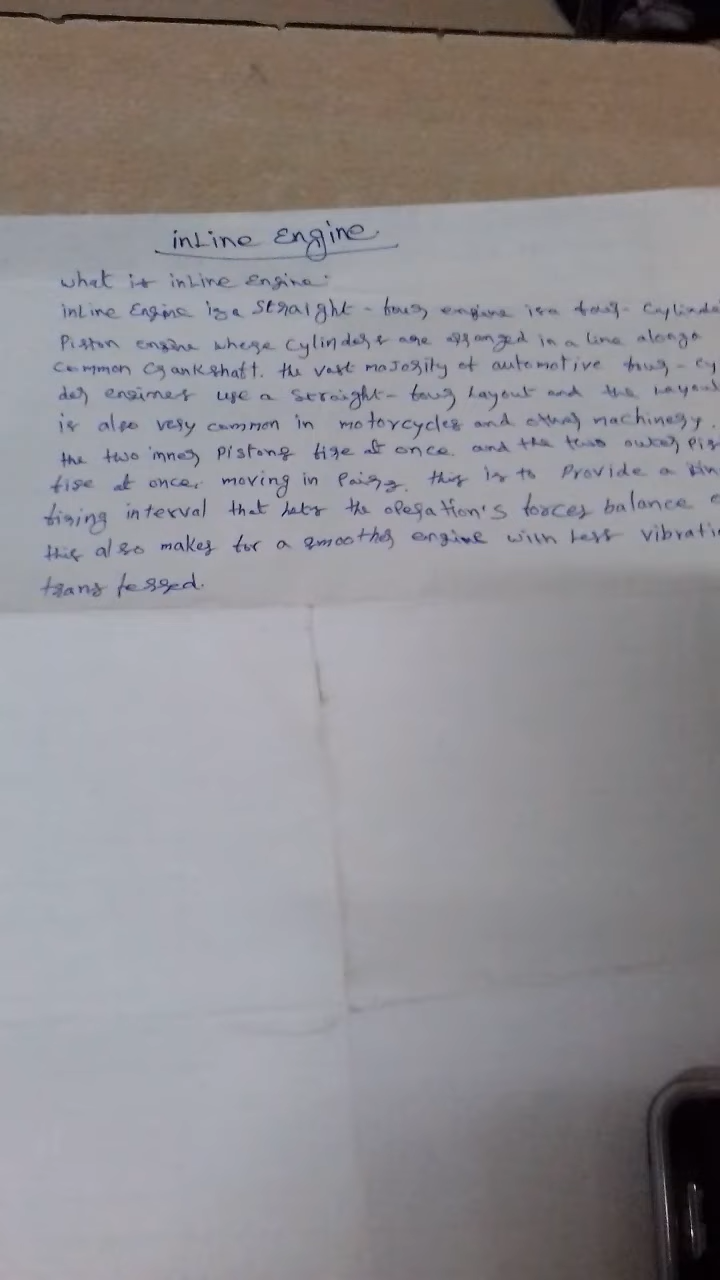 inLine Engine
what is inLine Engine.
inLine Engine is a straight - four engine is a four - Cylinde
Piston engine where Cylinders are arranged in a line alonga
Common Crankshaft. the vast majority of automotive four - cy
der engines use a straight - four Layout and the Layout
is also very common in motorcycles and other machinery.
the two inner Pistons fire at once and the two outer Pis
fire at once, moving in Pairs, this is to Provide a
firing interval that Lets the operation's forces balance
this also makes for a smoother engine with Less vibratio
transferred.